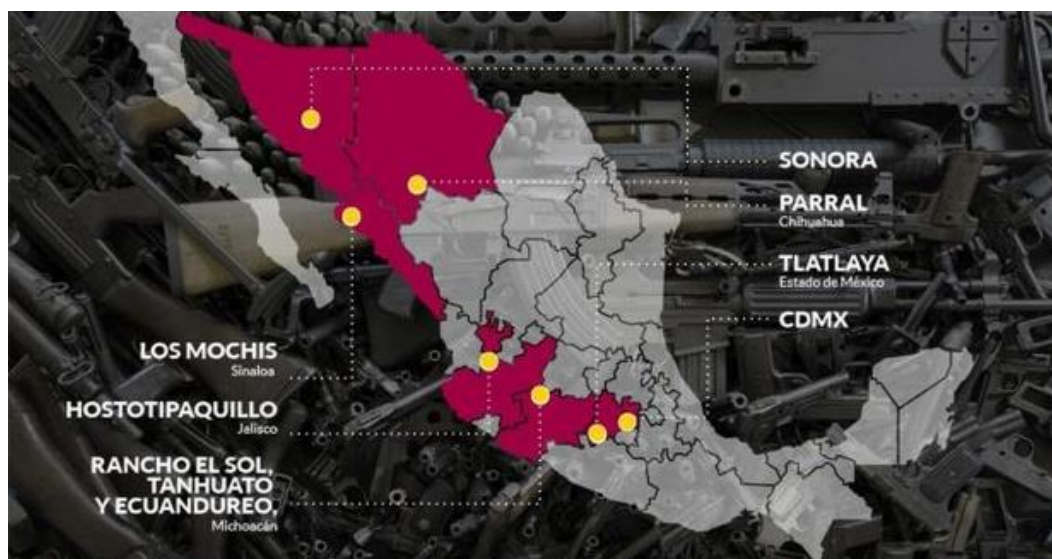 SONORA
PARRAL
Chihuahua
TLATLAYA
Estado de México
CDMX
LOS MOCHIS
Sinaloa
HOSTOTIPAQUILLO
Jalisco
RANCHO EL SOL,
TANHUATO
Y ECUANDUREO,
Michoacán